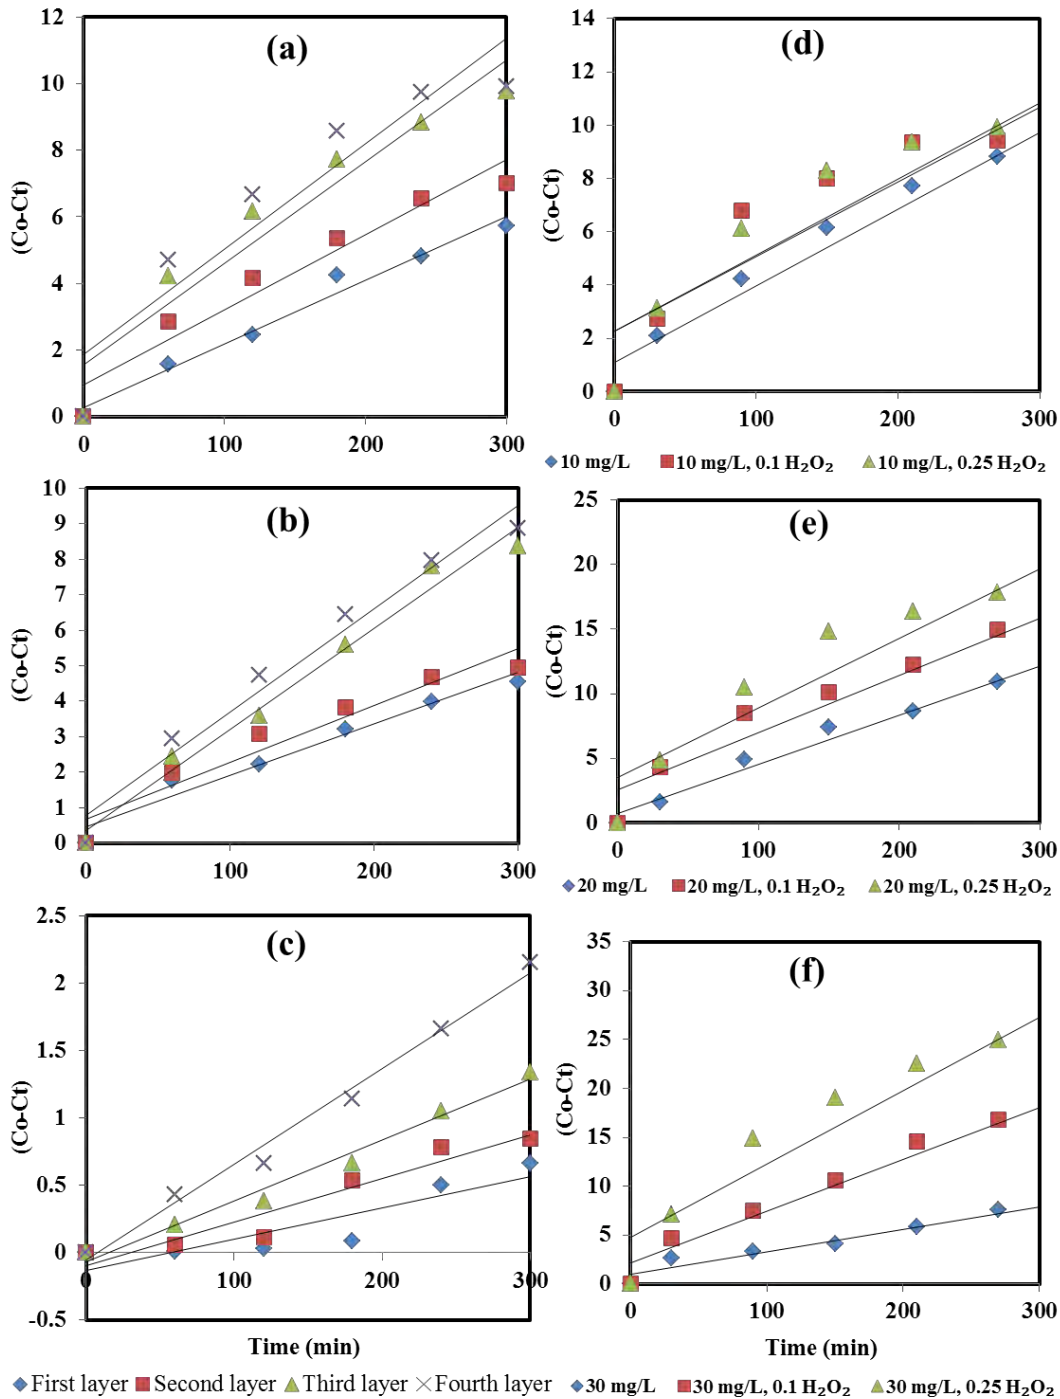 (a)
(Co-Ct)
12
10
8
6
4
2
0
0 100 200 300
(d)
(Co-Ct)
14
12
10
8
6
4
2
0
0 100 200 300
10 mg/L 10 mg/L, 0.1 H₂O₂ 10 mg/L, 0.25 H₂O₂
(b)
(Co-Ct)
10
9
8
7
6
5
4
3
2
1
0
0 100 200 300
(e)
(Co-Ct)
25
20
15
10
5
0
0 100 200 300
20 mg/L 20 mg/L, 0.1 H₂O₂ 20 mg/L, 0.25 H₂O₂
(c)
(Co-Ct)
2.5
2
1.5
1
0.5
0
-0.5
0 100 200 300
Time (min)
First layer Second layer Third layer Fourth layer
(f)
(Co-Ct)
35
30
25
20
15
10
5
0
0 100 200 300
Time (min)
30 mg/L 30 mg/L, 0.1 H₂O₂ 30 mg/L, 0.25 H₂O₂